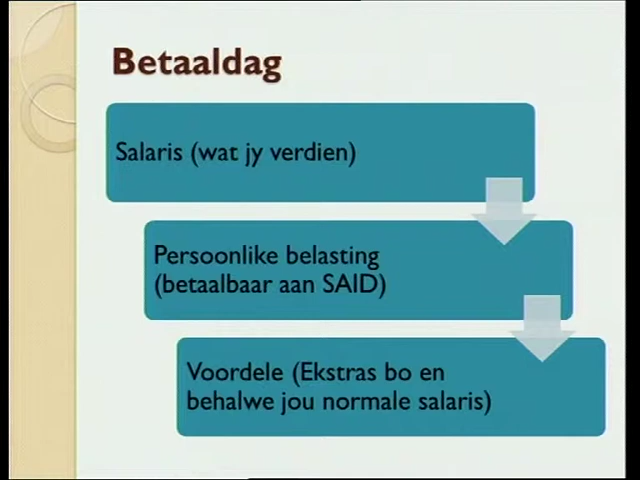 Betaaldag
Salaris (wat jy verdien)
Persoonlike belasting
(betaalbaar aan SAID)
Voordele (Ekstras bo en
behalwe jou normale salaris)